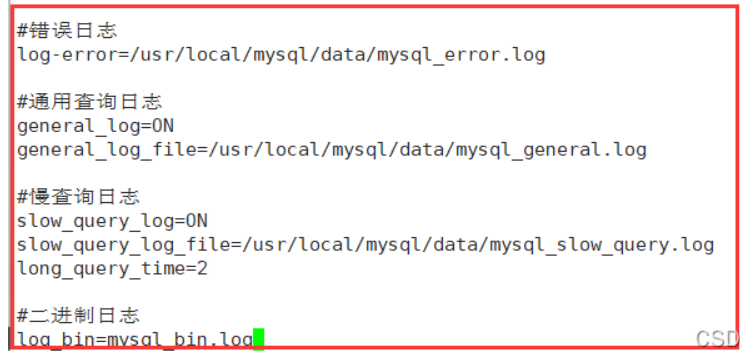 #错误日志
log-error=/usr/local/mysql/data/mysql_error.log
#通用查询日志
general_log=ON
general_log_file=/usr/local/mysql/data/mysql_general.log
#慢查询日志
slow_query_log=ON
slow_query_log_file=/usr/local/mysql/data/mysql_slow_query.log
long_query_time=2
#二进制日志
log_bin=mysql_bin.log
CSD